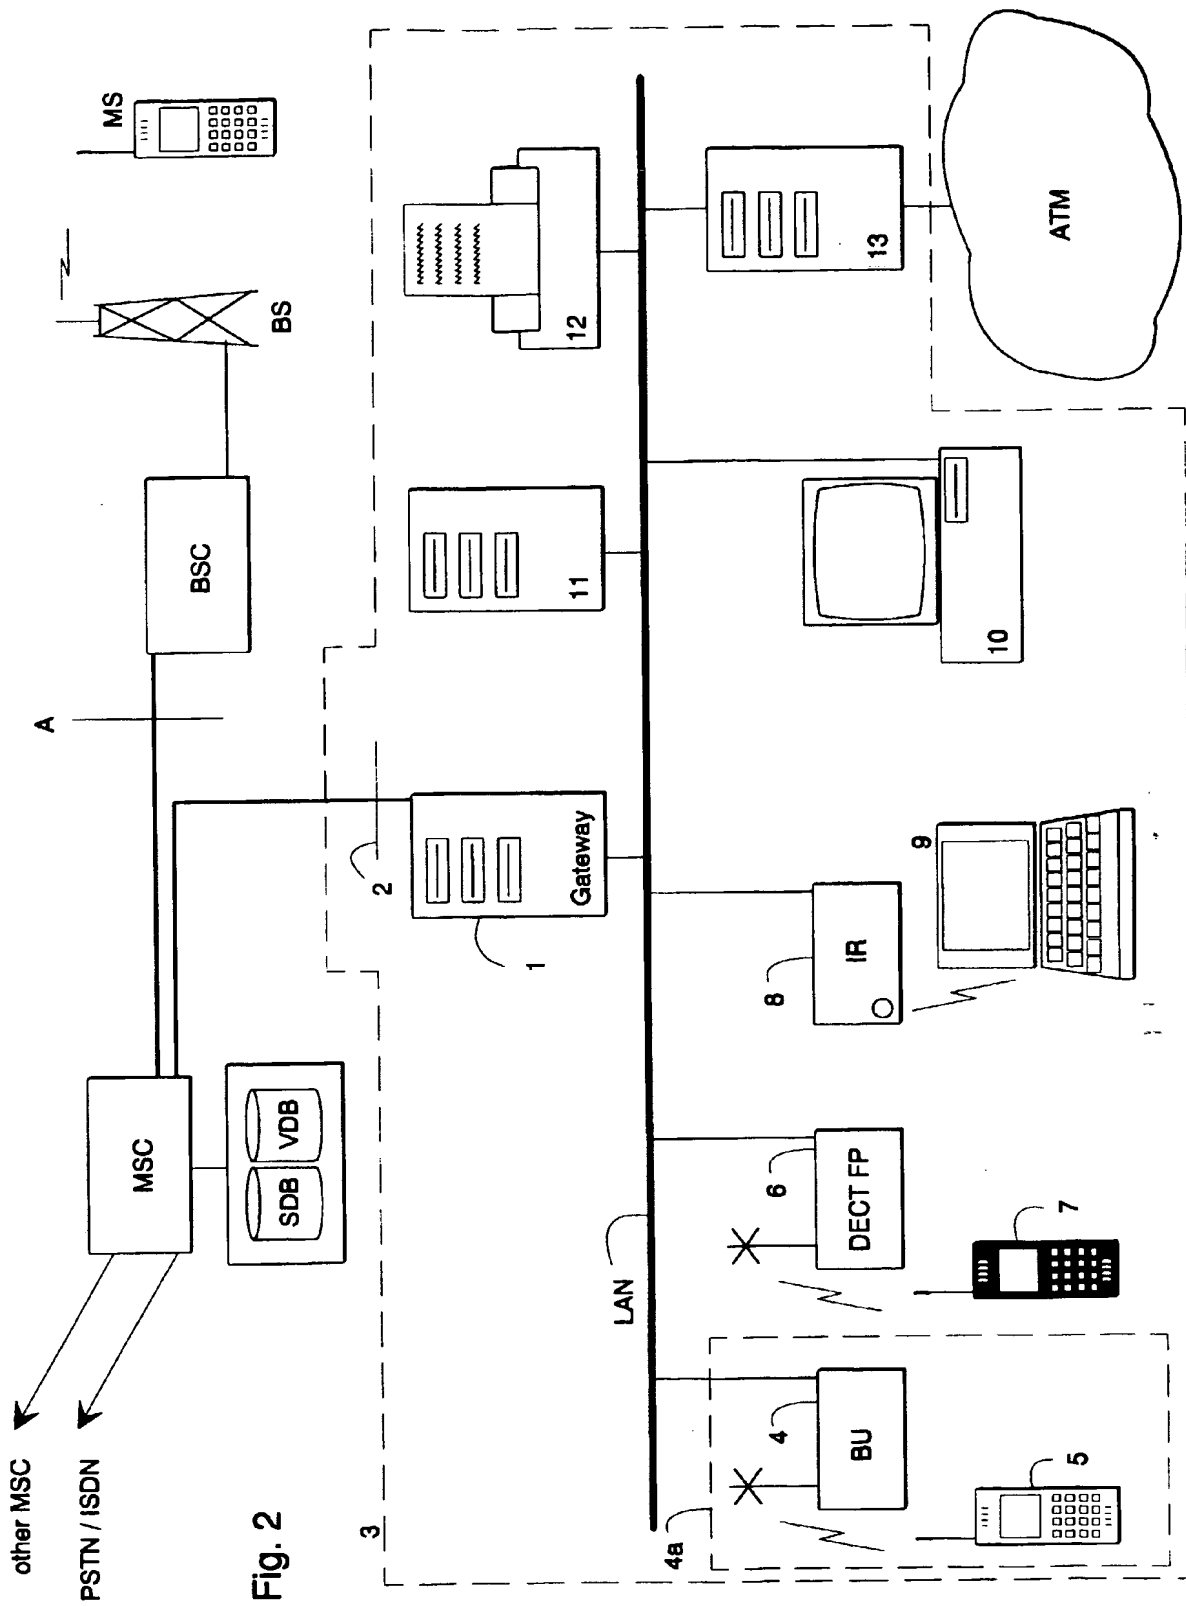 other MSC
PSTN / ISDN
MSC
SDB
VDB
A
BSC
BS
MS
Fig. 2
3
2
1
Gateway
11
12
LAN
13
ATM
4a
4
BU
5
6
DECT FP
7
8
IR
9
10